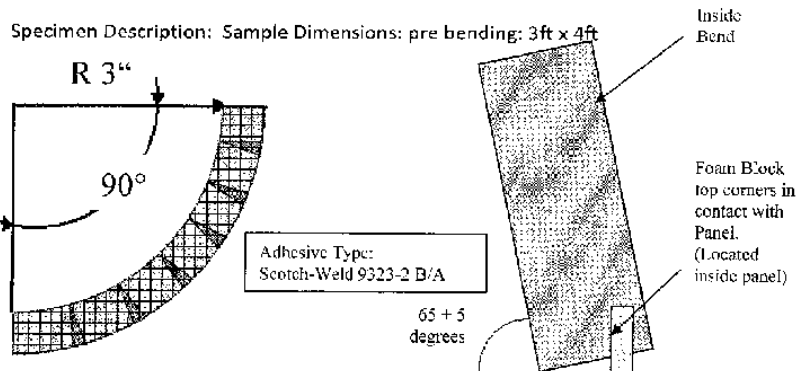 Specimen Description: Sample Dimensions: pre bending: 3ft x 4ft
R 3“
90°
Adhesive Type:
Scotch-Weld 9323-2 B/A
65 + 5
degrees
Inside
Bend
Foam Block
top corners in
contact with
Panel.
(Located
inside panel)